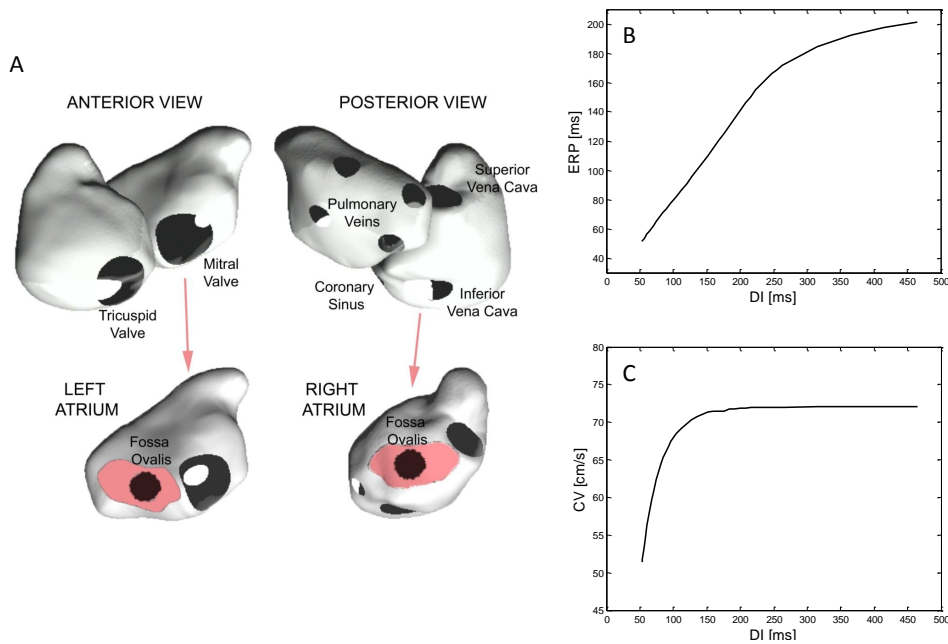 A
ANTERIOR VIEW
POSTERIOR VIEW
Superior
Vena Cava
Pulmonary
Veins
Mitral
Valve
Coronary
Sinus
Inferior
Vena Cava
Tricuspid
Valve
LEFT
ATRIUM
RIGHT
ATRIUM
Fossa
Ovalis
Fossa
Ovalis
B
ERP [ms]
200
180
160
140
120
100
80
60
40
0 50 100 150 200 250 300 350 400 450 500
DI [ms]
C
CV [cm/s]
80
75
70
65
60
55
50
45
0 50 100 150 200 250 300 350 400 450 500
DI [ms]